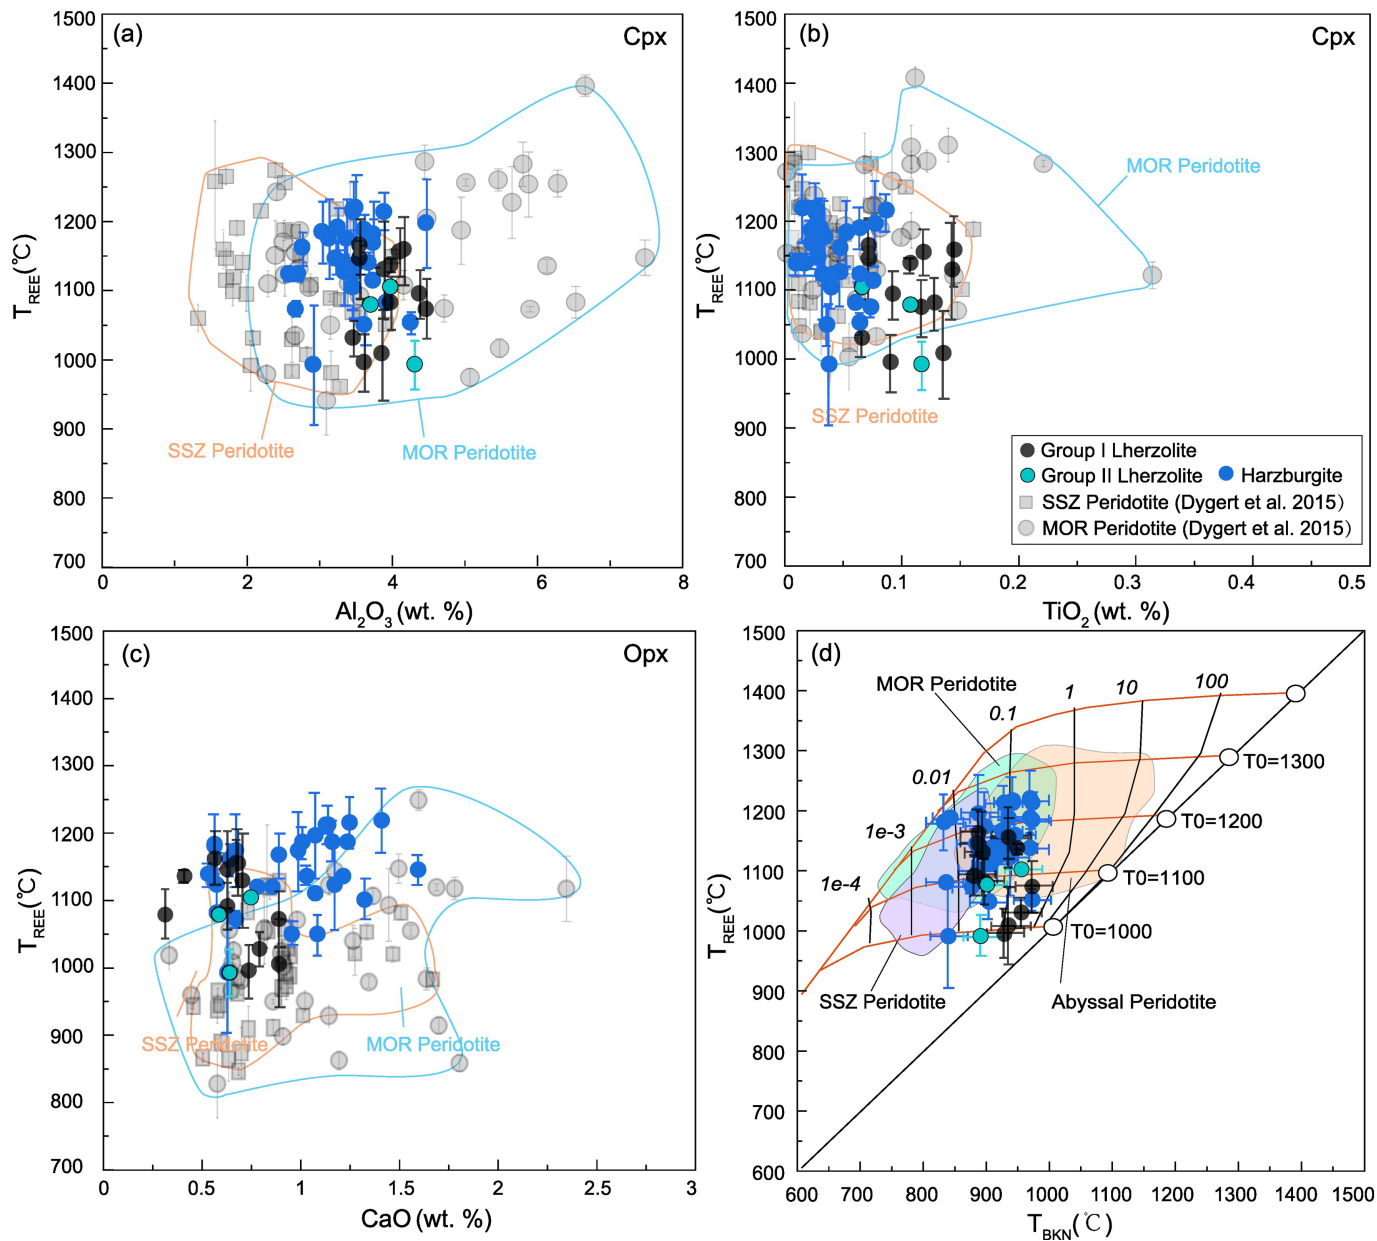 (a)
Cpx
1500
1400
1300
1200
1100
1000
900
800
700
T_REE(℃)
0
2
4
6
8
Al₂O₃ (wt. %)
SSZ Peridotite
MOR Peridotite
(b)
Cpx
1500
1400
1300
1200
1100
1000
900
800
700
T_REE(℃)
0
0.1
0.2
0.3
0.4
0.5
TiO₂ (wt. %)
MOR Peridotite
SSZ Peridotite
Group I Lherzolite
Group II Lherzolite
Harzburgite
SSZ Peridotite (Dygert et al. 2015)
MOR Peridotite (Dygert et al. 2015)
(c)
Opx
1500
1400
1300
1200
1100
1000
900
800
700
T_REE(℃)
0
0.5
1
1.5
2
2.5
3
CaO (wt. %)
SSZ Peridotite
MOR Peridotite
(d)
1500
1400
1300
1200
1100
1000
900
800
700
600
T_REE(℃)
600
700
800
900
1000
1100
1200
1300
1400
1500
T_BKN(℃)
MOR Peridotite
1e-4
1e-3
0.01
0.1
1
10
100
T0=1300
T0=1200
T0=1100
T0=1000
SSZ Peridotite
Abyssal Peridotite